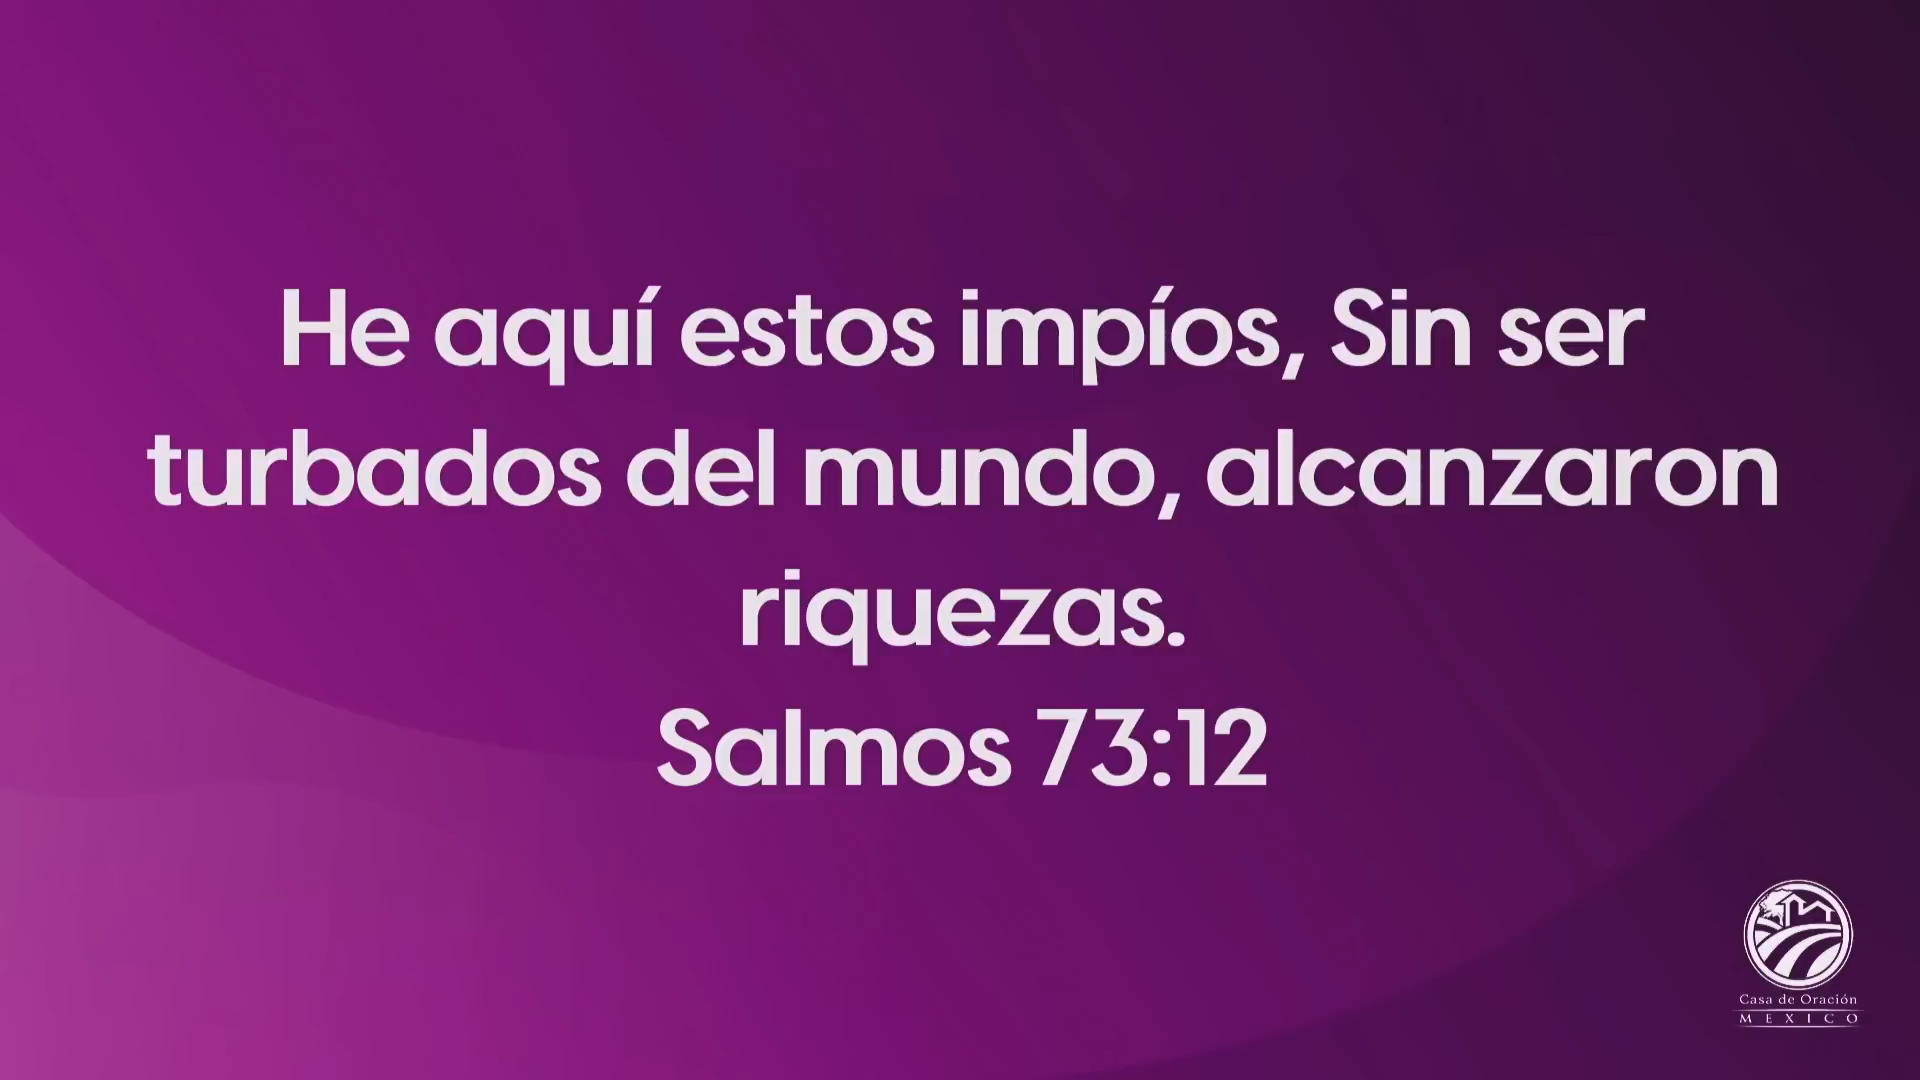 He aquí estos impíos, Sin ser
turbados del mundo, alcanzaron
riquezas.
Salmos 73:12
Casa de Oración
MEXICO